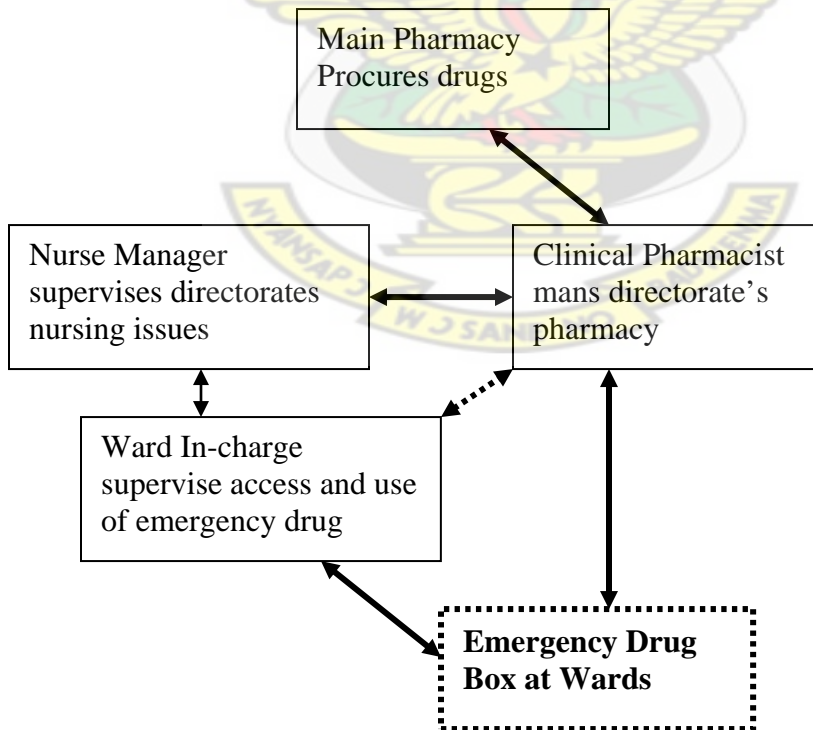 Main Pharmacy
Procures drugs
Nurse Manager
supervises directorates
nursing issues
Clinical Pharmacist
mans directorate's
pharmacy
Ward In-charge
supervise access and use
of emergency drug
Emergency Drug
Box at Wards